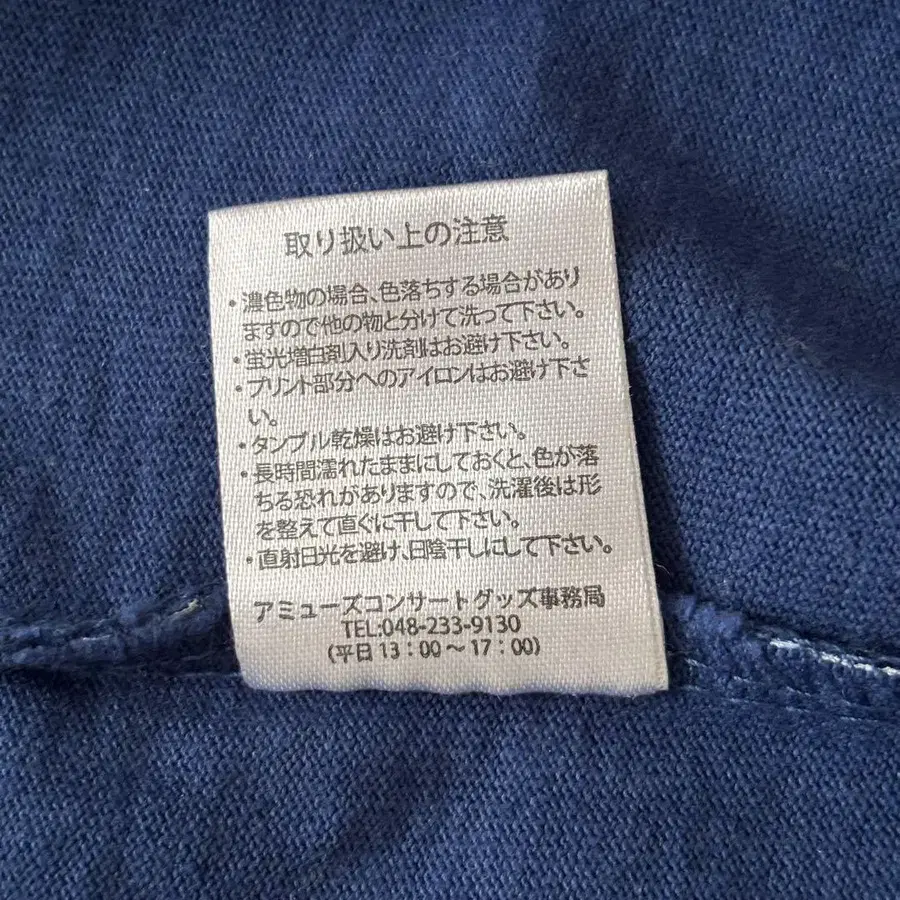 取り扱い上の注意
・濃色物の場合、色落ちする場合があり
ますので他の物と分けて洗って下さい。
・蛍光増白剤入り洗剤はお避け下さい。
・プリント部分へのアイロンはお避け下さ
い。
・タンブル乾燥はお避け下さい。
・長時間濡れたままにしておくと、色が落
ちる恐れがありますので、洗濯後は形
を整えて直ぐに干して下さい。
・直射日光を避け、日陰干しにして下さい。
アミューズコンサートグッズ事務局
TEL:048-233-9130
(平日 13：00～17：00)